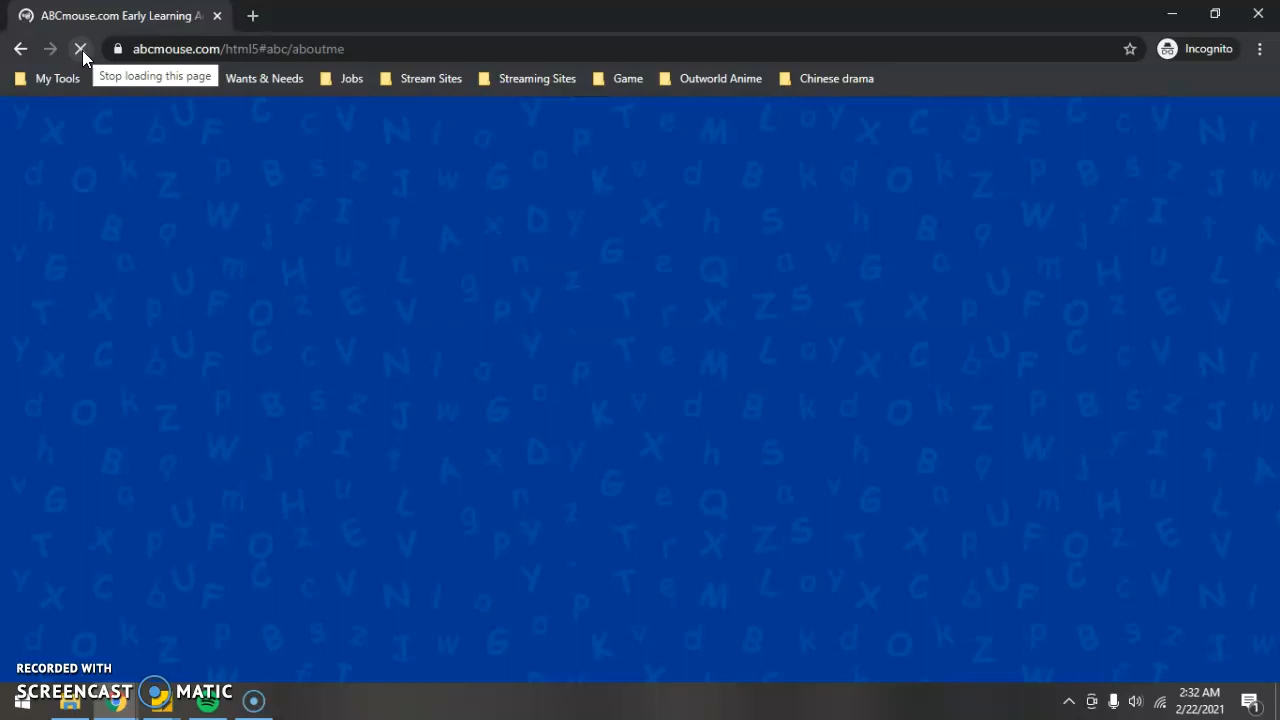 ABCmouse.com Early Learning A
abcmouse.com/html5#abc/aboutme
Incognito
My Tools
Stop loading this page
Wants & Needs
Jobs
Stream Sites
Streaming Sites
Game
Outworld Anime
Chinese drama
RECORDED WITH
SCREENCAST MATIC
2:32 AM
2/22/2021
1